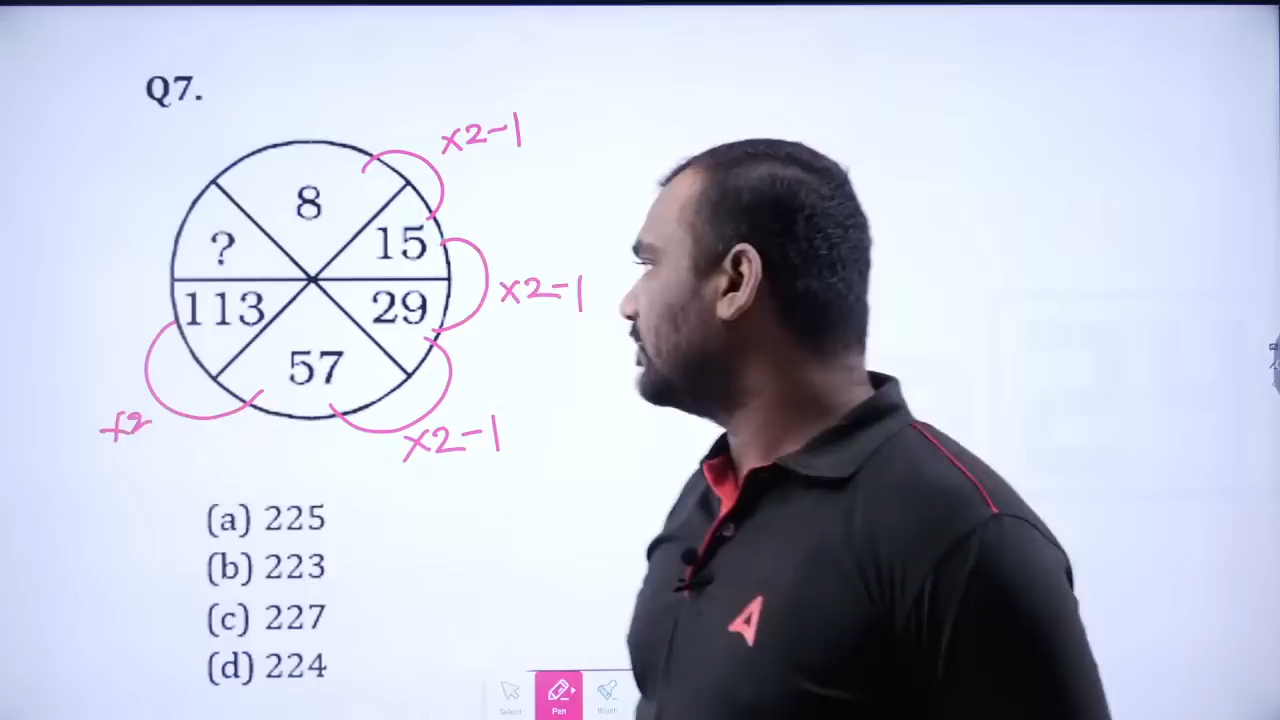 Q7.
×2-1
8
? 15
×2-1
113 29
57
×2
×2-1
(a) 225
(b) 223
(c) 227
(d) 224
Select Pen Brush